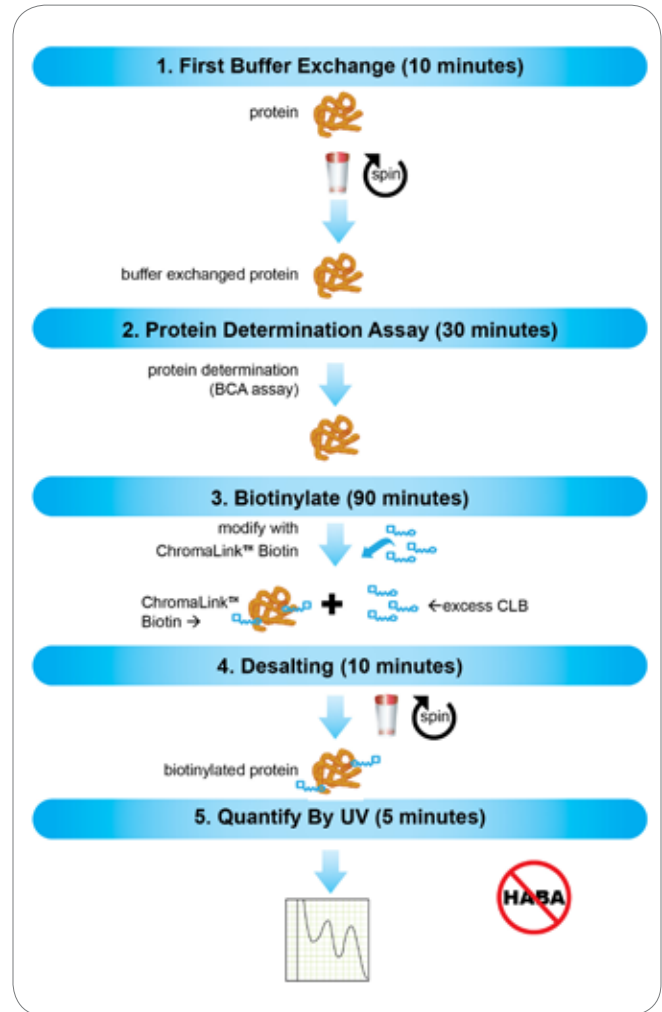 1. First Buffer Exchange (10 minutes)
protein
spin
buffer exchanged protein
2. Protein Determination Assay (30 minutes)
protein determination
(BCA assay)
3. Biotinylate (90 minutes)
modify with
ChromaLink™ Biotin
ChromaLink™
Biotin →
+
←excess CLB
4. Desalting (10 minutes)
spin
biotinylated protein
5. Quantify By UV (5 minutes)
HABA